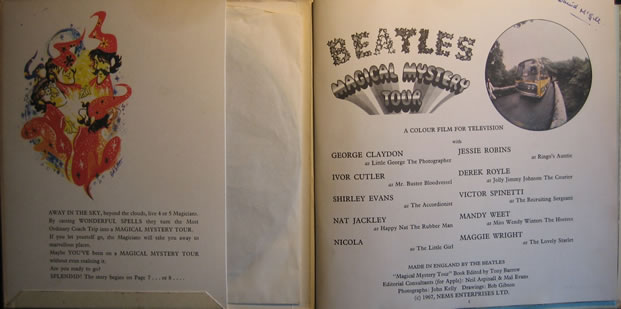 AWAY IN THE SKY, beyond the clouds, live 4 or 5 Magicians.
By casting WONDERFUL SPELLS they turn the Most
Ordinary Coach Trip into a MAGICAL MYSTERY TOUR.
If you let yourself go, the Magicians will take you away to
marvellous places.
Maybe YOU'VE been on a MAGICAL MYSTERY TOUR
without even realising it.
Are you ready to go?
SPLENDID! The story begins on Page 7 . . . or 8 . . . .
BEATLES
MAGICAL MYSTERY
TOUR
A COLOUR FILM FOR TELEVISION
with
GEORGE CLAYDON
as Little George The Photographer
IVOR CUTLER
as Mr. Buster Bloodvessel
SHIRLEY EVANS
as The Accordionist
NAT JACKLEY
as Happy Nat The Rubber Man
NICOLA
as The Little Girl
JESSIE ROBINS
as Ringo's Auntie
DEREK ROYLE
as Jolly Jimmy Johnson The Courier
VICTOR SPINETTI
as The Recruiting Sergeant
MANDY WEET
as Miss Wendy Winters The Hostess
MAGGIE WRIGHT
as The Lovely Starlet
MADE IN ENGLAND BY THE BEATLES
"Magical Mystery Tour" Book Edited by Tony Barrow
Editorial Consultants (for Apple): Neil Aspinall & Mal Evans
Photographs: John Kelly Drawings: Bob Gibson
(c) 1967, NEMS ENTERPRISES LTD.